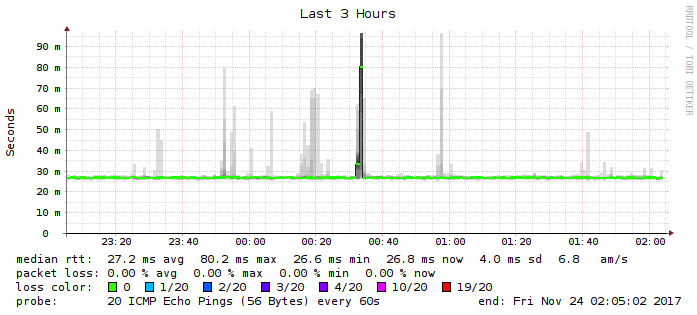 Last 3 Hours
RRDTOOL / TOBI OETIKER
Seconds
90 m
80 m
70 m
60 m
50 m
40 m
30 m
20 m
10 m
0
23:20 23:40 00:00 00:20 00:40 01:00 01:20 01:40 02:00
median rtt: 27.2 ms avg 80.2 ms max 26.6 ms min 26.8 ms now 4.0 ms sd 6.8 am/s
packet loss: 0.00 % avg 0.00 % max 0.00 % min 0.00 % now
loss color: 0 1/20 2/20 3/20 4/20 10/20 19/20
probe: 20 ICMP Echo Pings (56 Bytes) every 60s end: Fri Nov 24 02:05:02 2017